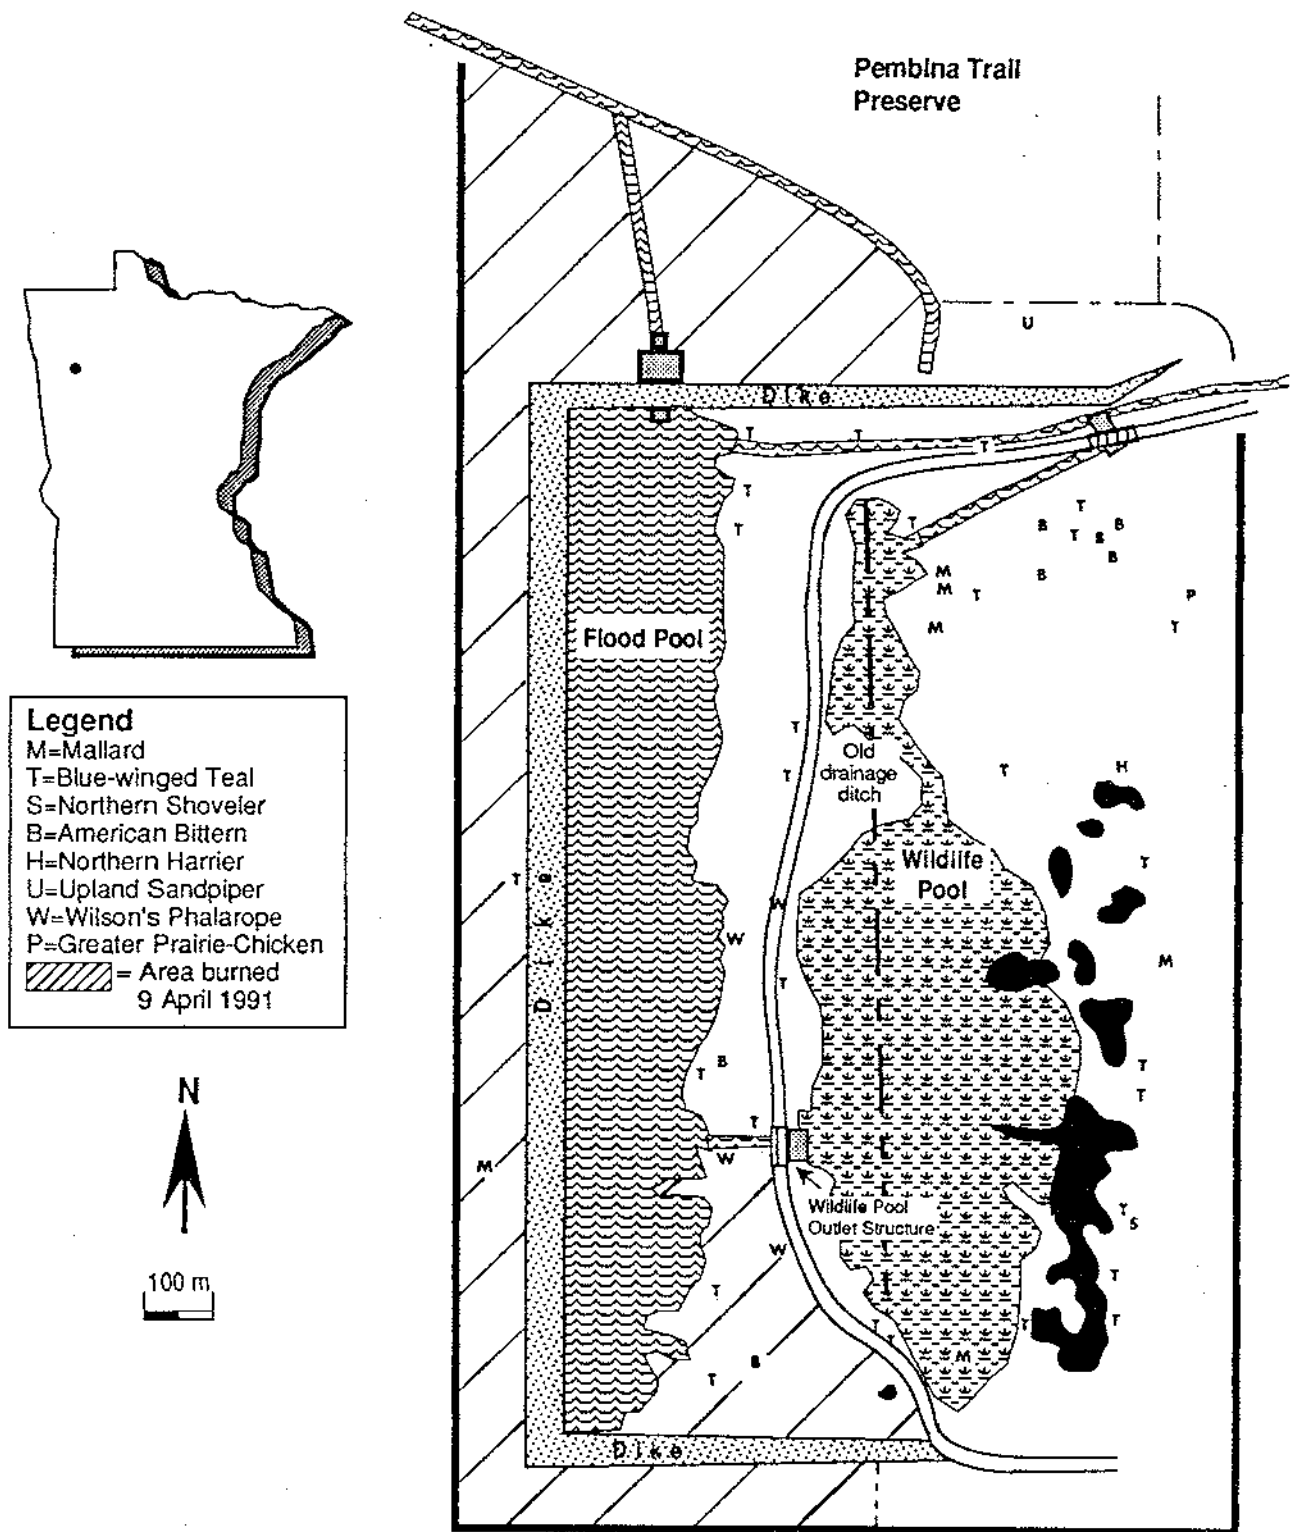 Pembina Trail
Preserve
U
Dike
T
T
T
T
T
T
T
B
B
T
S
B
B
M
M
T
P
M
T
Flood Pool
Legend
M=Mallard
T=Blue-winged Teal
S=Northern Shoveler
B=American Bittern
H=Northern Harrier
U=Upland Sandpiper
W=Wilson's Phalarope
P=Greater Prairie-Chicken
= Area burned
9 April 1991
T
Old
drainage
ditch
T
T
H
Wildlife
Pool
T
T
Dike
W
W
M
T
B
T
T
T
T
N
W
M
Wildlife Pool
Outlet Structure
T
S
W
100 m
T
T
T
T
T
T
T
M
B
T
Dike